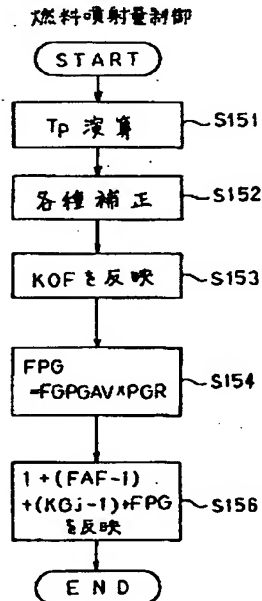 燃料噴射量制御
START
Tp 演算
S151
各種補正
S152
KOFを反映
S153
FPG
=FGPGAV×PGR
S154
1+(FAF-1)
+(KGj-1)+FPG
を反映
S156
END